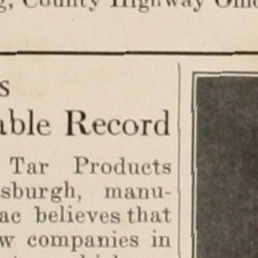 County Highway
s
able Record
Tar Products
sburgh, manu-
ac believes that
w companies in